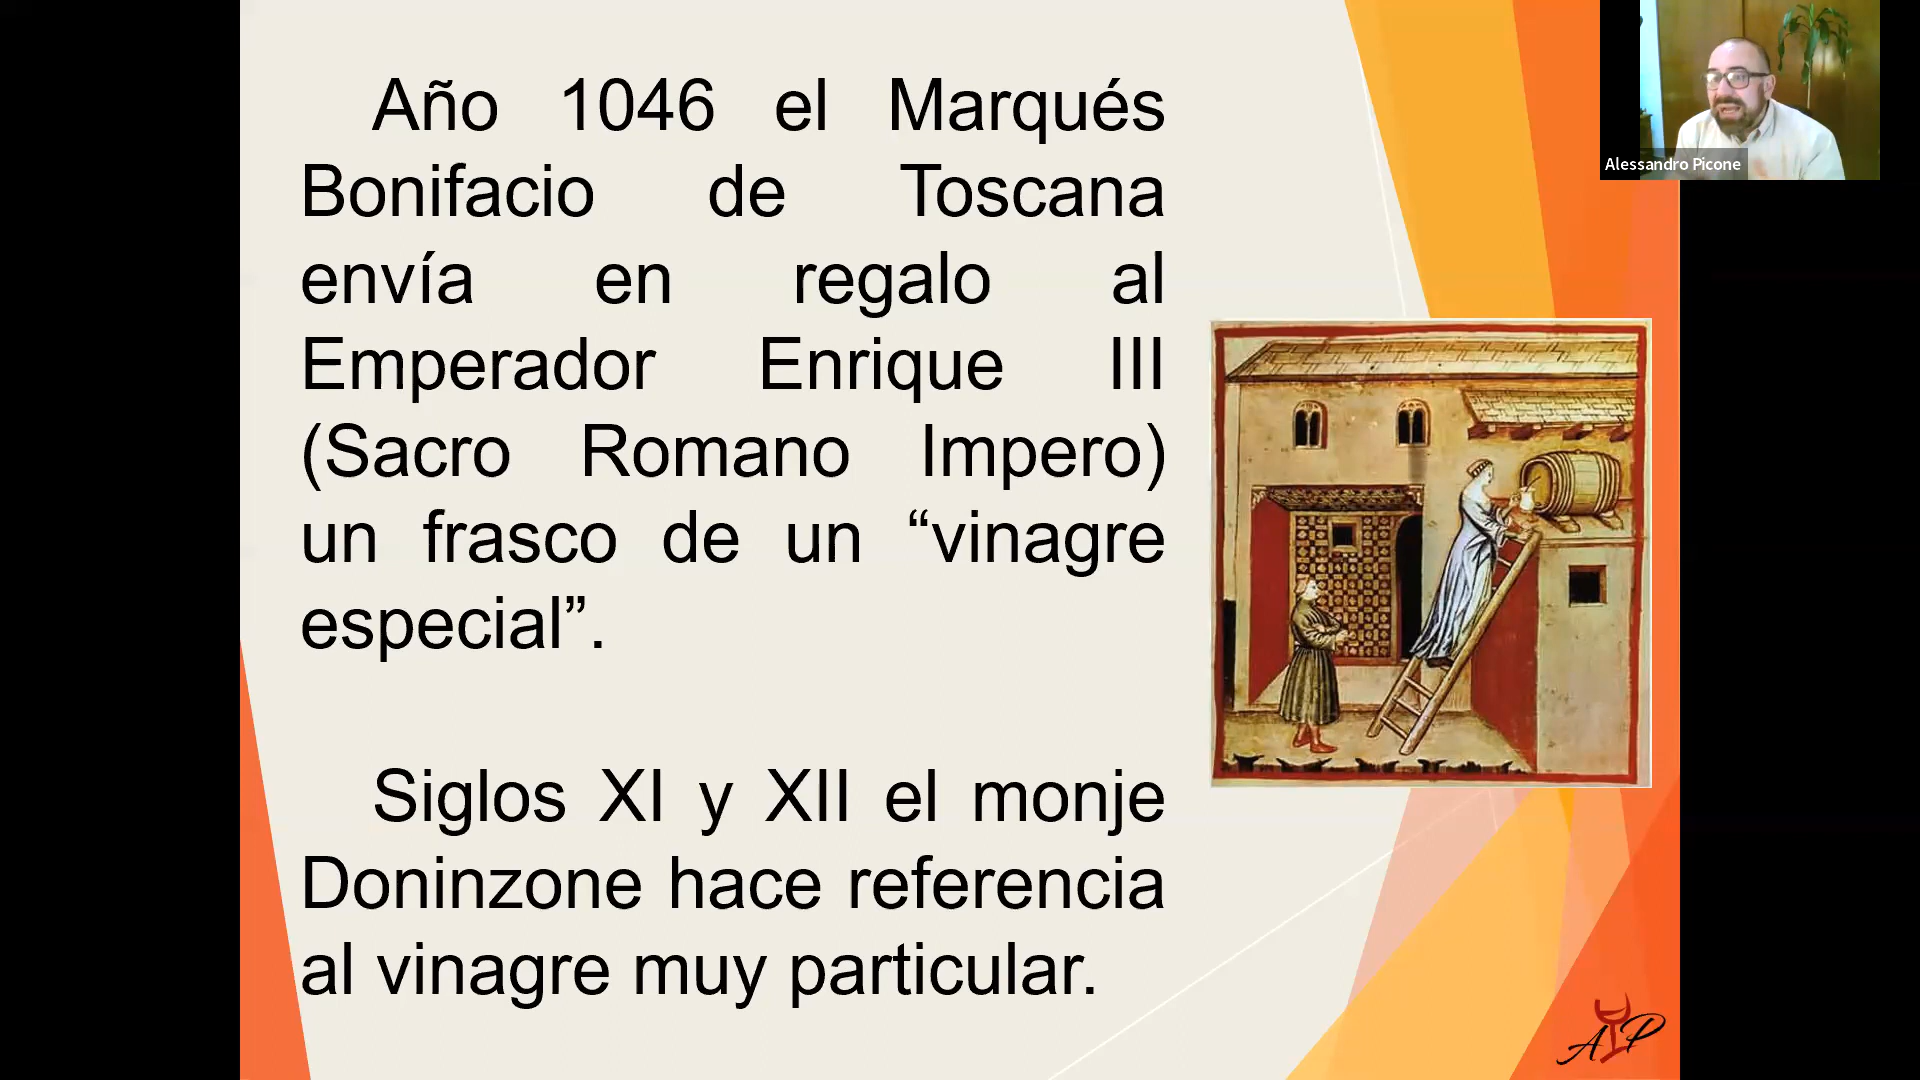 Año 1046 el Marqués
Bonifacio de Toscana
envía en regalo al
Emperador Enrique III
(Sacro Romano Impero)
un frasco de un “vinagre
especial”.
Siglos XI y XII el monje
Doninzone hace referencia
al vinagre muy particular.
Alessandro Picone
AP